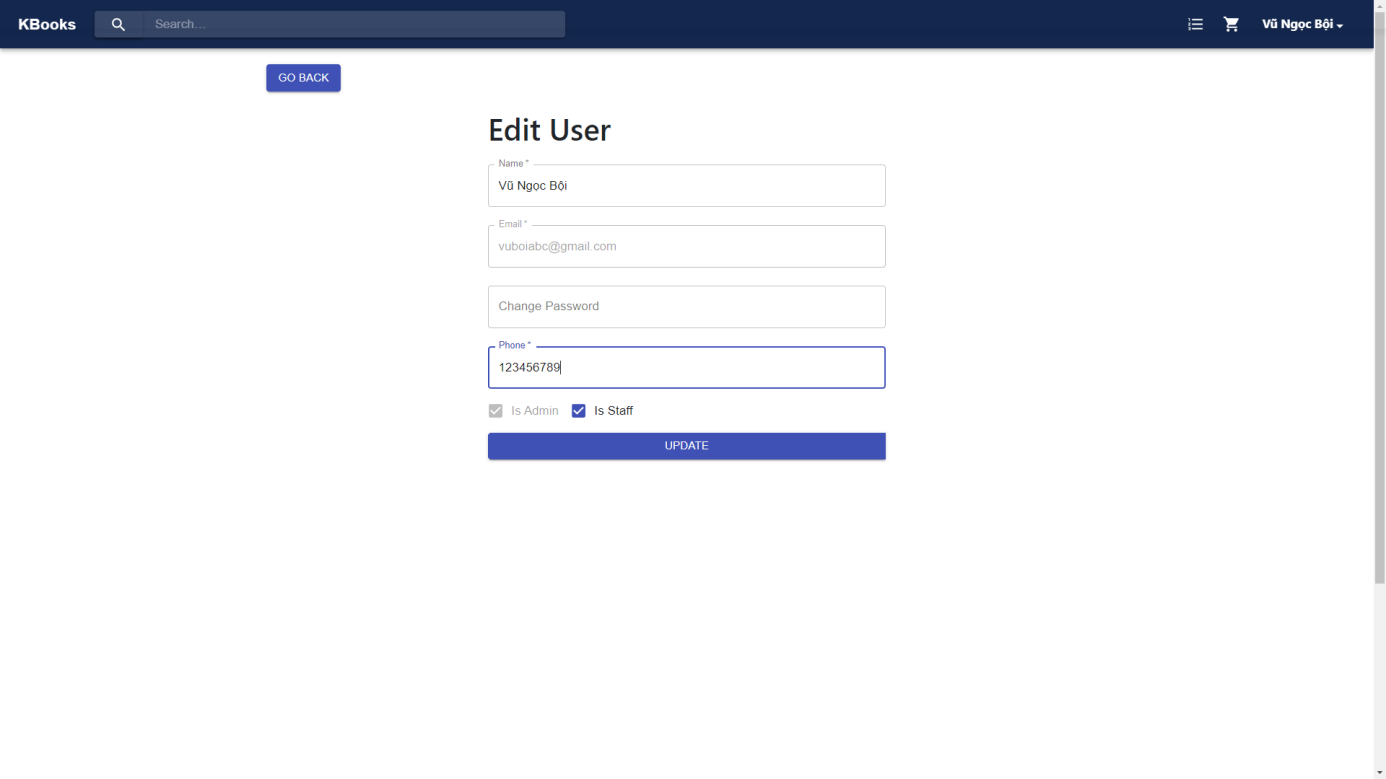 KBooks Search... Vũ Ngọc Bội
GO BACK
Edit User
Name *
Vũ Ngọc Bội
Email *
vuboiabc@gmail.com
Change Password
Phone *
123456789
Is Admin Is Staff
UPDATE